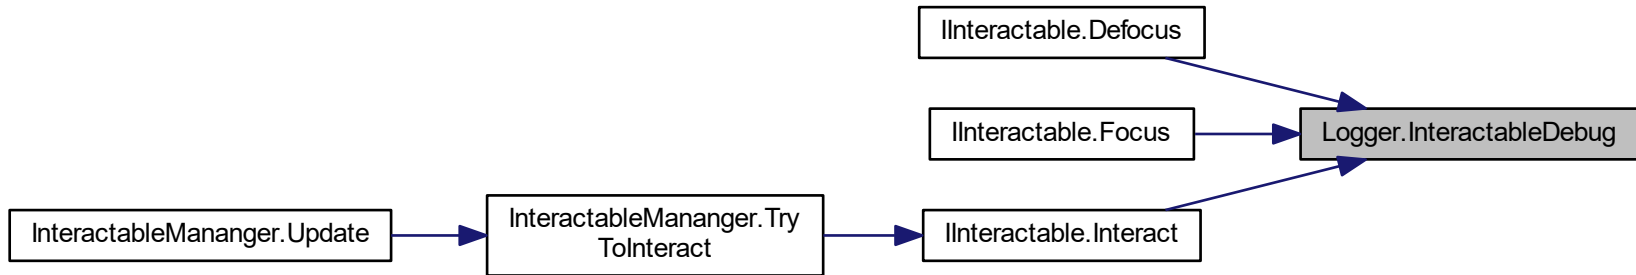 IInteractable.Defocus
IInteractable.Focus
Logger.InteractableDebug
InteractableMananger.Update
InteractableMananger.Try
ToInteract
IInteractable.Interact